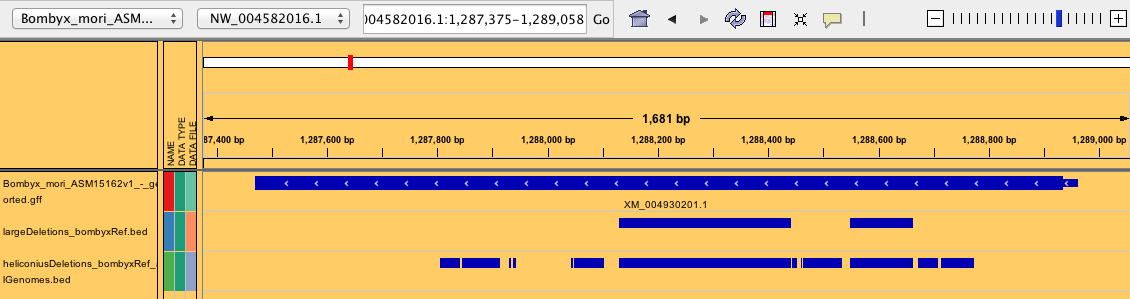 Bombyx_mori_ASM... NW_004582016.1 004582016.1:1,287,375-1,289,058 Go
NAME
DATA TYPE
DATA FILE
1,681 bp
87,400 bp 1,287,600 bp 1,287,800 bp 1,288,000 bp 1,288,200 bp 1,288,400 bp 1,288,600 bp 1,288,800 bp 1,289,000 bp
Bombyx_mori_ASM15162v1_-_ge
orted.gff
XM_004930201.1
largeDeletions_bombyxRef.bed
heliconiusDeletions_bombyxRef_
lGenomes.bed